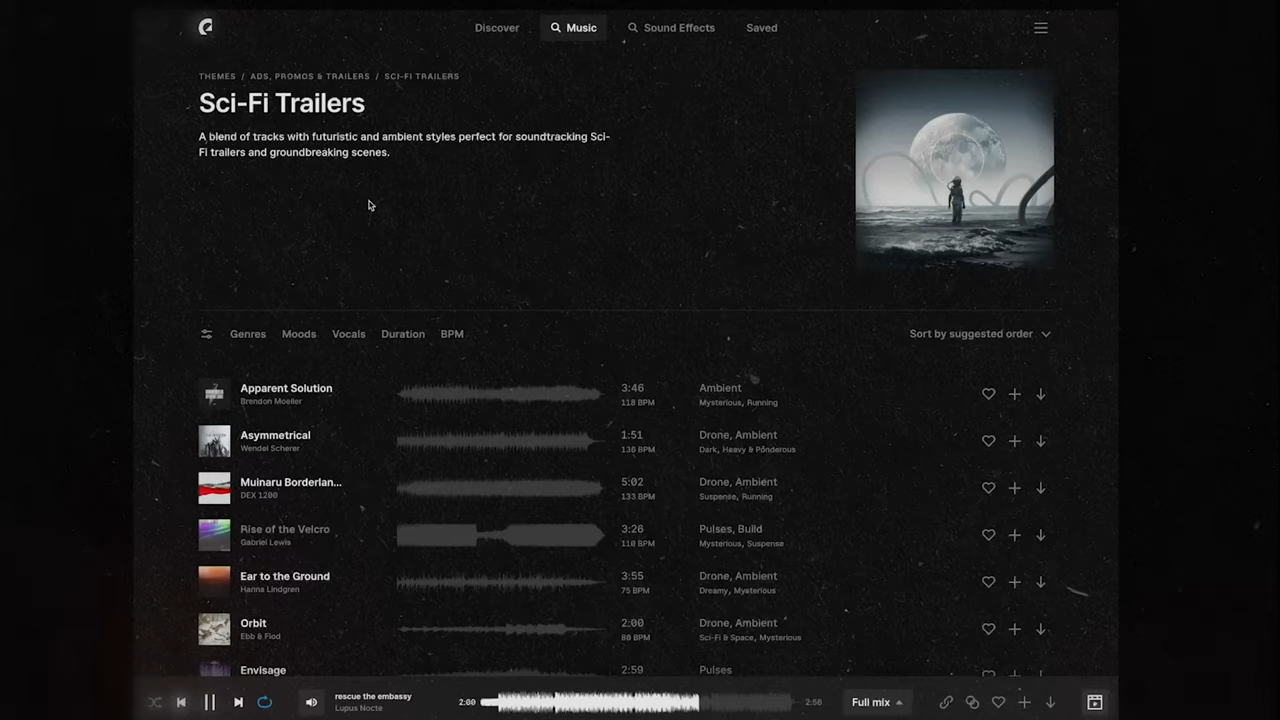 Discover
Music
Sound Effects
Saved
THEMES / ADS, PROMOS & TRAILERS / SCI-FI TRAILERS
Sci-Fi Trailers
A blend of tracks with futuristic and ambient styles perfect for soundtracking Sci-
Fi trailers and groundbreaking scenes.
Genres
Moods
Vocals
Duration
BPM
Sort by suggested order
Apparent Solution
Brendon Moeller
3:46
118 BPM
Ambient
Mysterious, Running
Asymmetrical
Wendel Scherer
1:51
136 BPM
Drone, Ambient
Dark, Heavy & Ponderous
Muinaru Borderlan...
DEX 1200
5:02
133 BPM
Drone, Ambient
Suspense, Running
Rise of the Velcro
Gabriel Lewis
3:26
110 BPM
Pulses, Build
Mysterious, Suspense
Ear to the Ground
Hanna Lindgren
3:55
75 BPM
Drone, Ambient
Dreamy, Mysterious
Orbit
Ebb & Flod
2:00
80 BPM
Drone, Ambient
Sci-Fi & Space, Mysterious
Envisage
2:59
Pulses
rescue the embassy
Lupus Nocte
2:00
2:56
Full mix